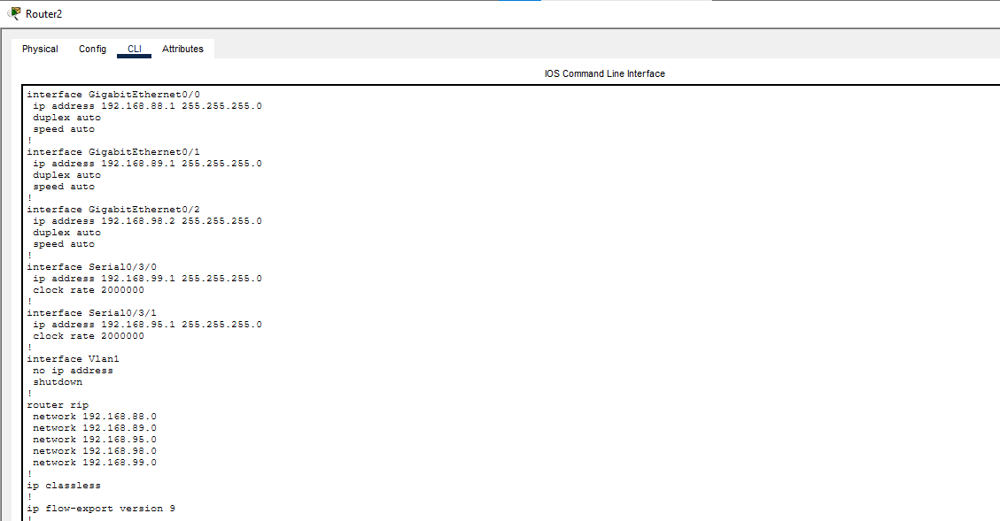 Router2
Physical Config CLI Attributes
IOS Command Line Interface
interface GigabitEthernet0/0
 ip address 192.168.88.1 255.255.255.0
 duplex auto
 speed auto
!
interface GigabitEthernet0/1
 ip address 192.168.89.1 255.255.255.0
 duplex auto
 speed auto
!
interface GigabitEthernet0/2
 ip address 192.168.98.2 255.255.255.0
 duplex auto
 speed auto
!
interface Serial0/3/0
 ip address 192.168.99.1 255.255.255.0
 clock rate 2000000
!
interface Serial0/3/1
 ip address 192.168.95.1 255.255.255.0
 clock rate 2000000
!
interface Vlan1
 no ip address
 shutdown
!
router rip
 network 192.168.88.0
 network 192.168.89.0
 network 192.168.95.0
 network 192.168.98.0
 network 192.168.99.0
!
ip classless
!
ip flow-export version 9
!